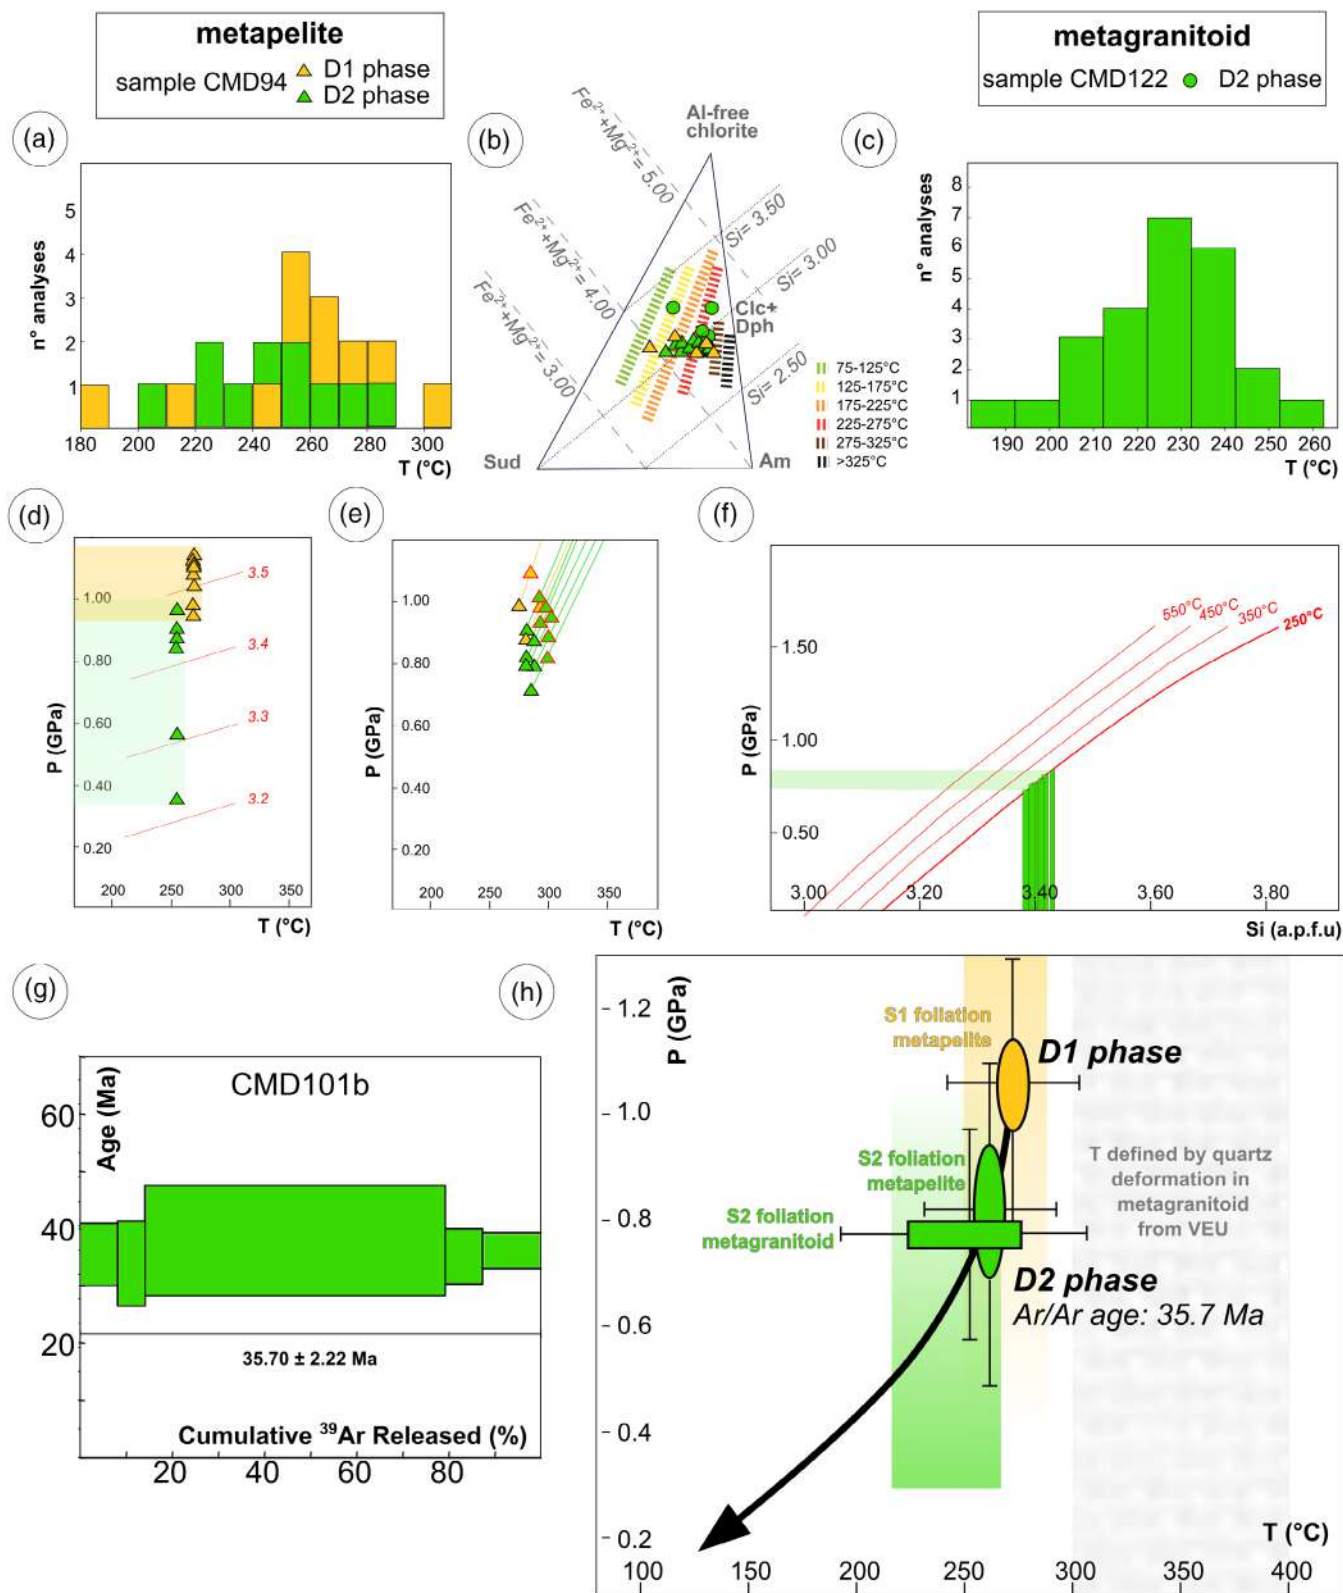 metapelite
sample CMD94
D1 phase
D2 phase
metagranitoid
sample CMD122
D2 phase
(a)
n° analyses
5
4
3
2
1
180
200
220
240
260
280
300
T (°C)
(b)
Fe²⁺+Mg²⁺= 5.00
Fe²⁺+Mg²⁺= 4.00
Fe²⁺+Mg²⁺= 3.00
Al-free
chlorite
Si= 3.50
Si= 3.00
Si= 2.50
Clc+
Dph
Sud
Am
75-125°C
125-175°C
175-225°C
225-275°C
275-325°C
>325°C
(c)
n° analyses
8
7
6
5
4
3
2
1
190
200
210
220
230
240
250
260
T (°C)
(d)
P (GPa)
1.00
0.80
0.60
0.40
0.20
3.5
3.4
3.3
3.2
200
250
300
350
T (°C)
(e)
P (GPa)
1.00
0.80
0.60
0.40
0.20
200
250
300
350
T (°C)
(f)
P (GPa)
1.50
1.00
0.50
550°C
450°C
350°C
250°C
3.00
3.20
3.40
3.60
3.80
Si (a.p.f.u)
(g)
Age (Ma)
CMD101b
60
40
20
35.70 ± 2.22 Ma
Cumulative ³⁹Ar Released (%)
20
40
60
80
(h)
P (GPa)
1.2
1.0
0.8
0.6
0.4
0.2
S1 foliation
metapelite
D1 phase
S2 foliation
metapelite
S2 foliation
metagranitoid
T defined by quartz
deformation in
metagranitoid
from VEU
D2 phase
Ar/Ar age: 35.7 Ma
T (°C)
100
150
200
250
300
350
400